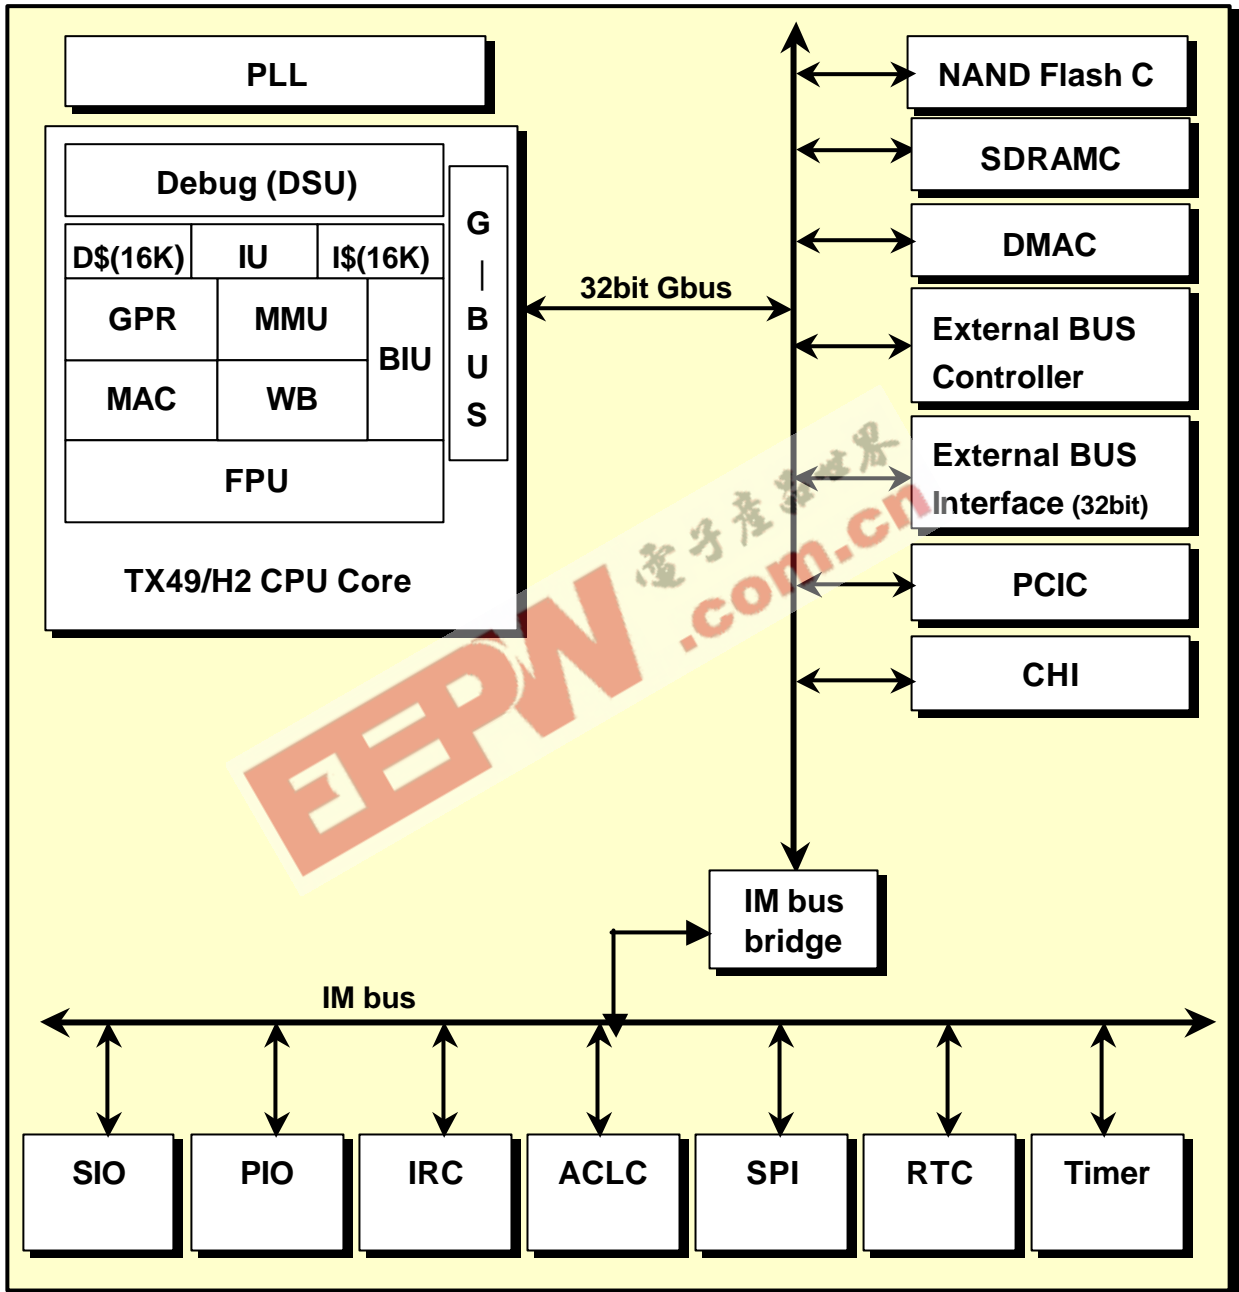 PLL
NAND Flash C
SDRAMC
DMAC
External BUS
Controller
External BUS
Interface (32bit)
PCIC
CHI
Debug (DSU)
D$(16K)
IU
I$(16K)
GPR
MMU
BIU
MAC
WB
FPU
G
|
B
U
S
TX49/H2 CPU Core
32bit Gbus
電子產品世界
EEPW
.com.cn
IM bus
bridge
IM bus
SIO
PIO
IRC
ACLC
SPI
RTC
Timer